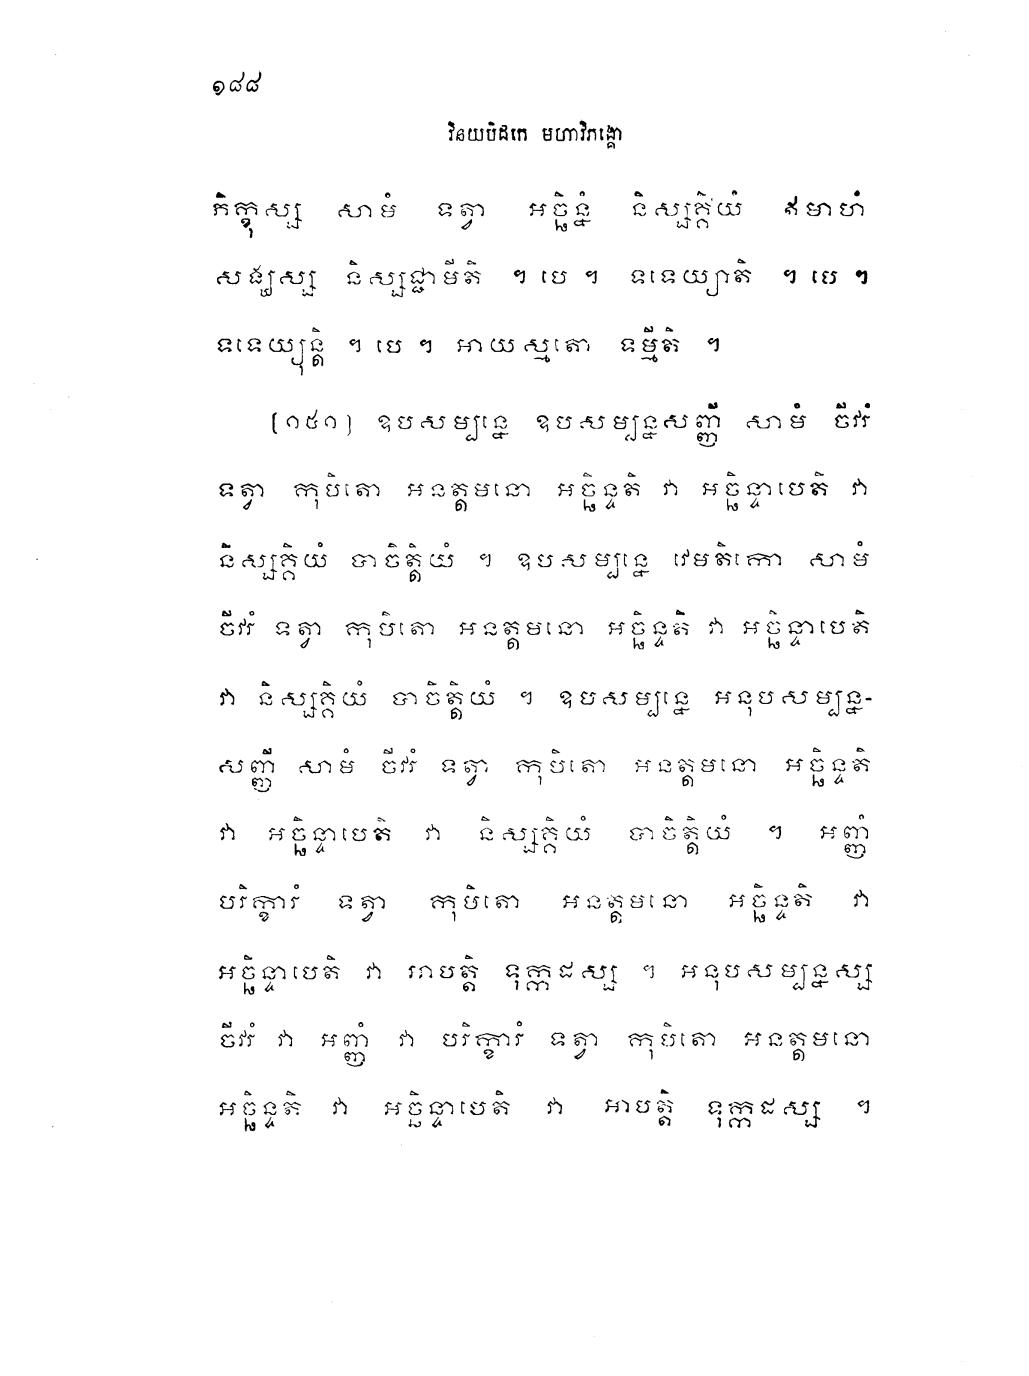 ១៨៨
វិនយបិដកេ មហាវិភង្គោ
ភិក្ខុស្ស សាមំ ទត្វា អច្ឆិន្នំ និស្សគ្គិយំ ឥមាហំ
សង្ឃស្ស និស្សជ្ជាមីតិ ។ បេ ។ ទទេយ្យាតិ ។ បេ ។
ទទេយ្យុន្តិ ។ បេ ។ អាយស្មតោ ទម្មីតិ ។
(១៥១) ឧបសម្បន្នេ ឧបសម្បន្នសញ្ញី សាមំ ចីវរំ
ទត្វា កុបិតោ អនត្តមនោ អច្ឆិន្ទតិ វា អច្ឆិន្ទាបេតិ វា
និស្សគ្គិយំ បាចិត្តិយំ ។ ឧបសម្បន្នេ វេមតិកោ សាមំ
ចីវរំ ទត្វា កុបិតោ អនត្តមនោ អច្ឆិន្ទតិ វា អច្ឆិន្ទាបេតិ
វា និស្សគ្គិយំ បាចិត្តិយំ ។ ឧបសម្បន្នេ អនុបសម្បន្ន-
សញ្ញី សាមំ ចីវរំ ទត្វា កុបិតោ អនត្តមនោ អច្ឆិន្ទតិ
វា អច្ឆិន្ទាបេតិ វា និស្សគ្គិយំ បាចិត្តិយំ ។ អញ្ញំ
បរិក្ខារំ ទត្វា កុបិតោ អនត្តមនោ អច្ឆិន្ទតិ វា
អច្ឆិន្ទាបេតិ វា អាបត្តិ ទុក្កដស្ស ។ អនុបសម្បន្នស្ស
ចីវរំ វា អញ្ញំ វា បរិក្ខារំ ទត្វា កុបិតោ អនត្តមនោ
អច្ឆិន្ទតិ វា អច្ឆិន្ទាបេតិ វា អាបត្តិ ទុក្កដស្ស ។